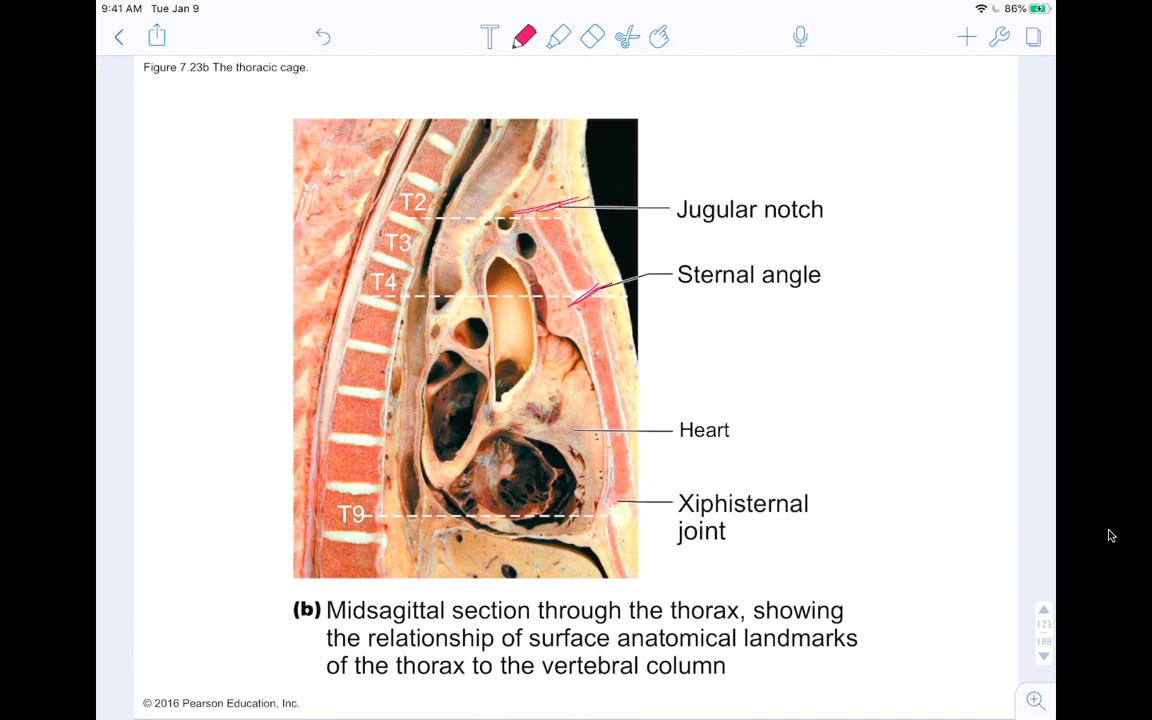 9:41 AM Tue Jan 9
86%
T
Figure 7.23b The thoracic cage.
T2
Jugular notch
T3
Sternal angle
T4
Heart
Xiphisternal
joint
T9
(b) Midsagittal section through the thorax, showing
the relationship of surface anatomical landmarks
of the thorax to the vertebral column
123
188
© 2016 Pearson Education, Inc.